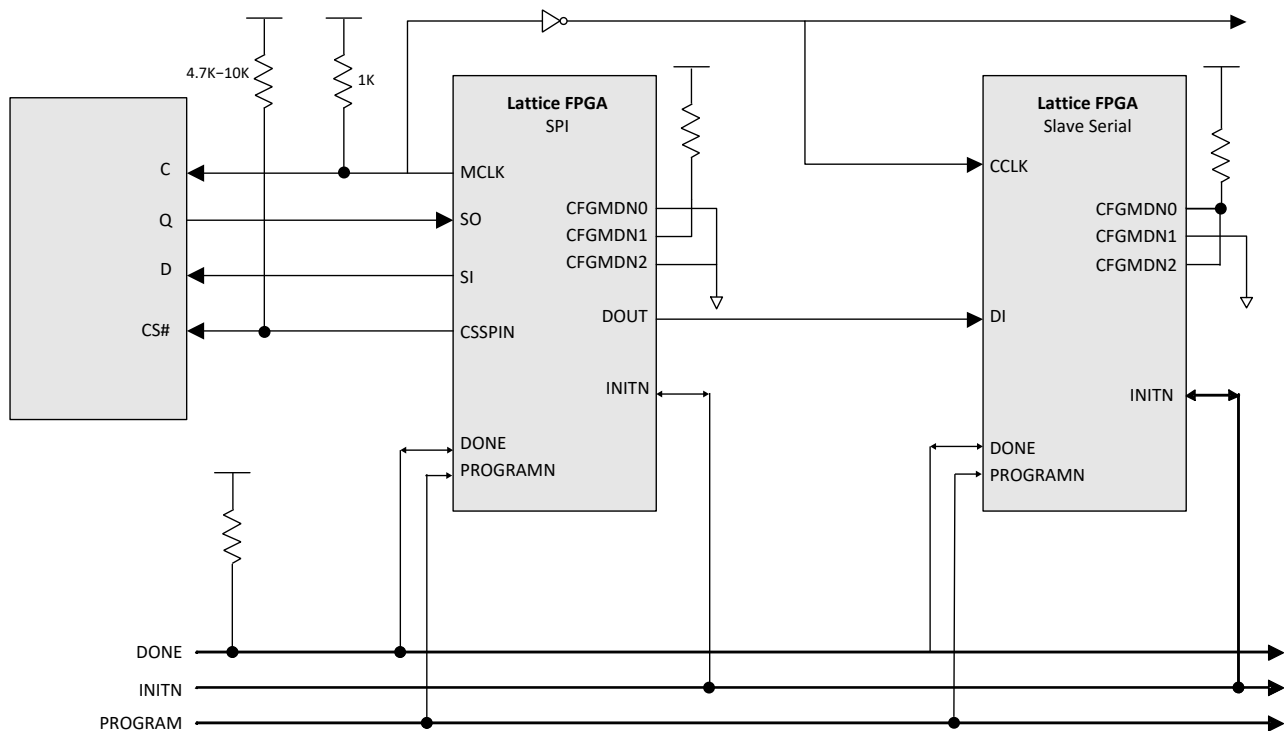 4.7K–10K
1K
C
Q
D
CS#
Lattice FPGA
SPI
MCLK
SO
SI
CSSPIN
DONE
PROGRAMN
CFGMDN0
CFGMDN1
CFGMDN2
DOUT
INITN
Lattice FPGA
Slave Serial
CCLK
DI
DONE
PROGRAMN
CFGMDN0
CFGMDN1
CFGMDN2
INITN
DONE
INITN
PROGRAM